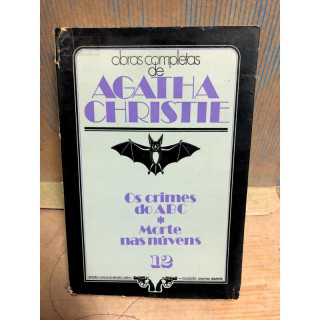 obras completas
de
AGATHA
CHRISTIE
Os crimes
do ABC
*
Morte
nas núvens
12